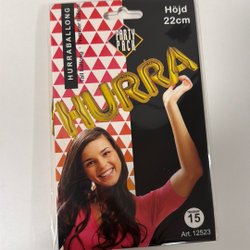 HURRABALLONG
PARTY
PACK
Höjd
22cm
HURRA
15
Art. 12523